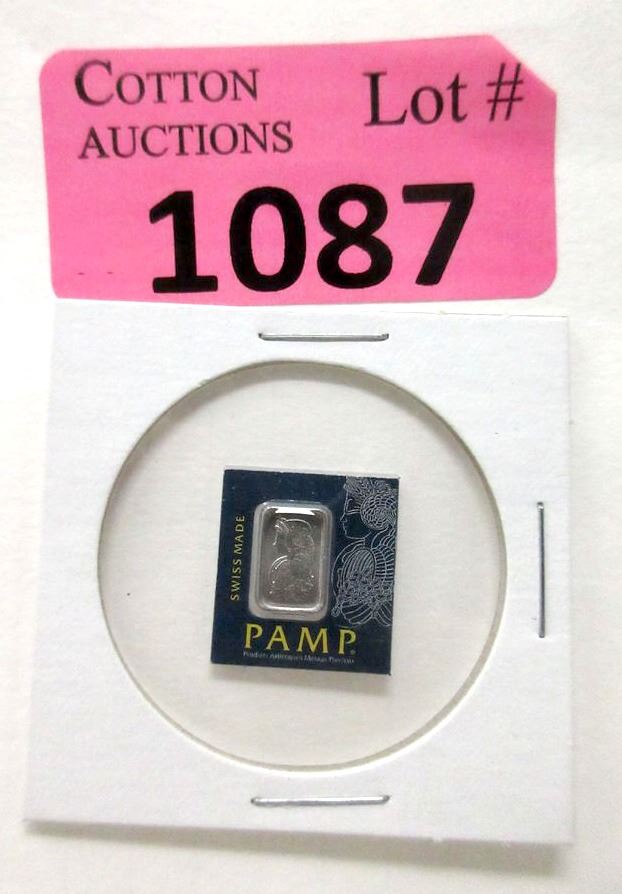 COTTON
AUCTIONS
Lot #
1087
SWISS MADE
PAMP®
Produits Artistiques Métaux Précieux